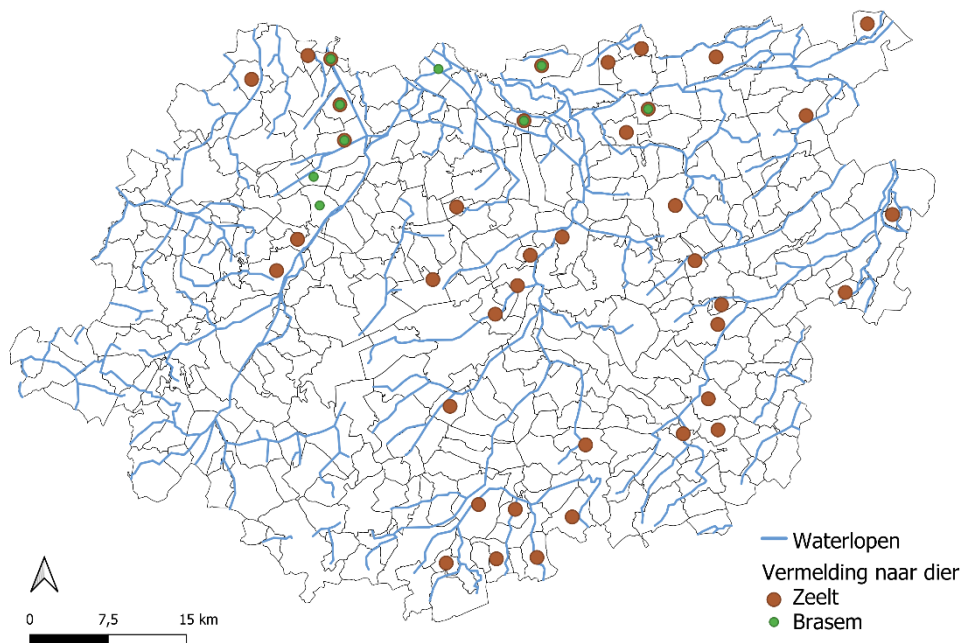 Waterlopen
Vermelding naar dier
Zeelt
Brasem
0 7,5 15 km